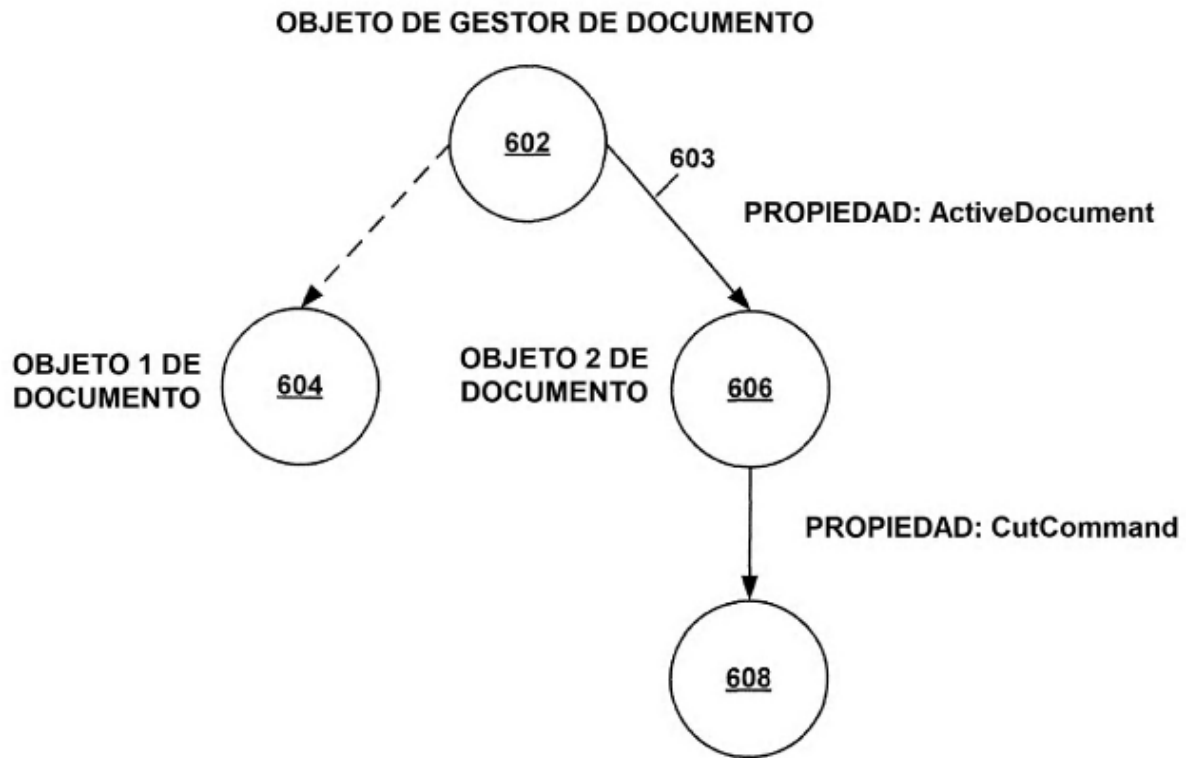 OBJETO DE GESTOR DE DOCUMENTO
602
603
PROPIEDAD: ActiveDocument
OBJETO 1 DE
DOCUMENTO
604
OBJETO 2 DE
DOCUMENTO
606
PROPIEDAD: CutCommand
608